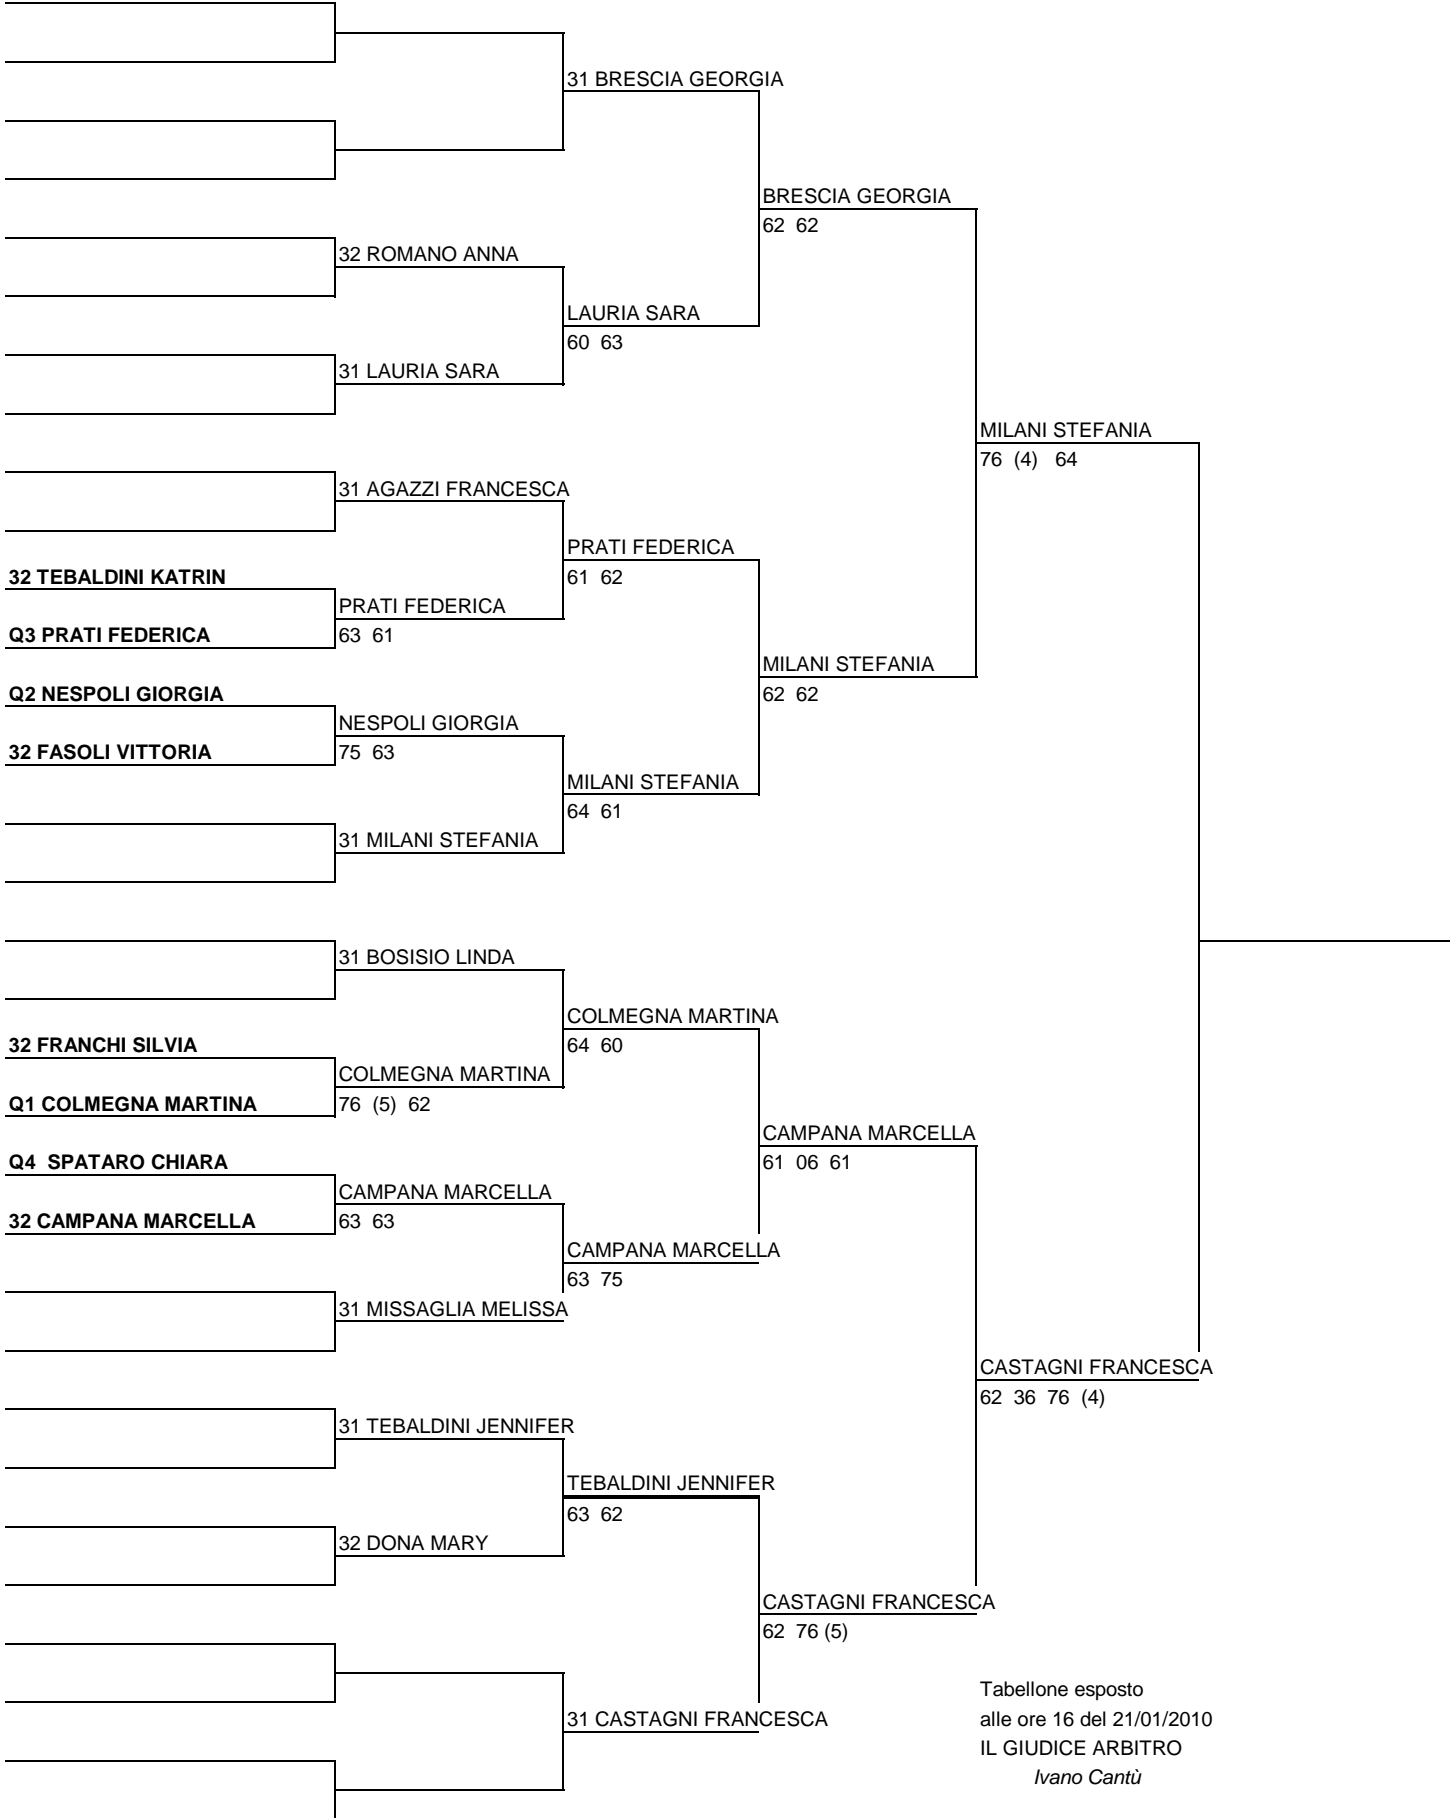 31 BRESCIA GEORGIA
BRESCIA GEORGIA
62 62
32 ROMANO ANNA
LAURIA SARA
60 63
31 LAURIA SARA
MILANI STEFANIA
76 (4) 64
31 AGAZZI FRANCESCA
PRATI FEDERICA
61 62
32 TEBALDINI KATRIN
PRATI FEDERICA
63 61
Q3 PRATI FEDERICA
MILANI STEFANIA
62 62
Q2 NESPOLI GIORGIA
NESPOLI GIORGIA
75 63
32 FASOLI VITTORIA
MILANI STEFANIA
64 61
31 MILANI STEFANIA
31 BOSISIO LINDA
COLMEGNA MARTINA
64 60
32 FRANCHI SILVIA
COLMEGNA MARTINA
76 (5) 62
Q1 COLMEGNA MARTINA
CAMPANA MARCELLA
61 06 61
Q4 SPATARO CHIARA
CAMPANA MARCELLA
63 63
32 CAMPANA MARCELLA
CAMPANA MARCELLA
63 75
31 MISSAGLIA MELISSA
CASTAGNI FRANCESCA
62 36 76 (4)
31 TEBALDINI JENNIFER
TEBALDINI JENNIFER
63 62
32 DONA MARY
CASTAGNI FRANCESCA
62 76 (5)
31 CASTAGNI FRANCESCA
Tabellone esposto
alle ore 16 del 21/01/2010
IL GIUDICE ARBITRO
Ivano Cantù